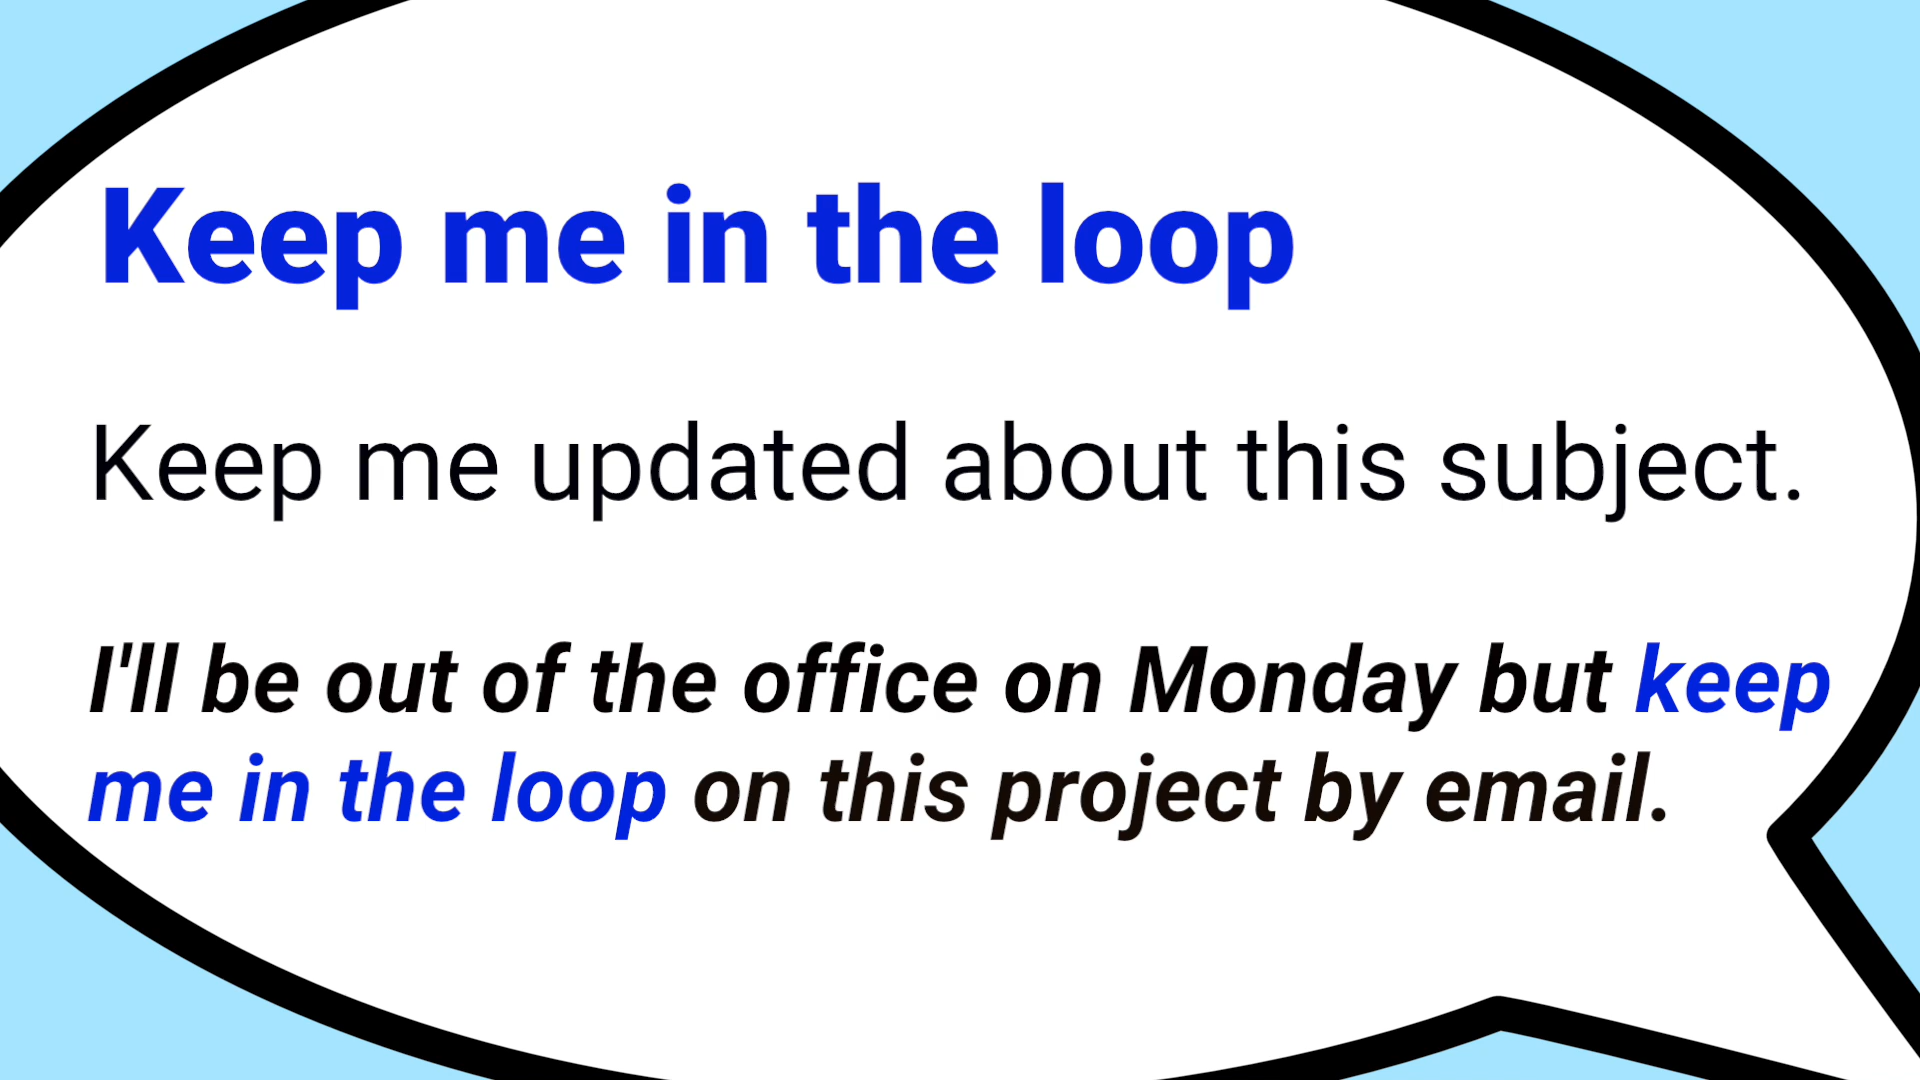 Keep me in the loop
Keep me updated about this subject.
I'll be out of the office on Monday but keep
me in the loop on this project by email.